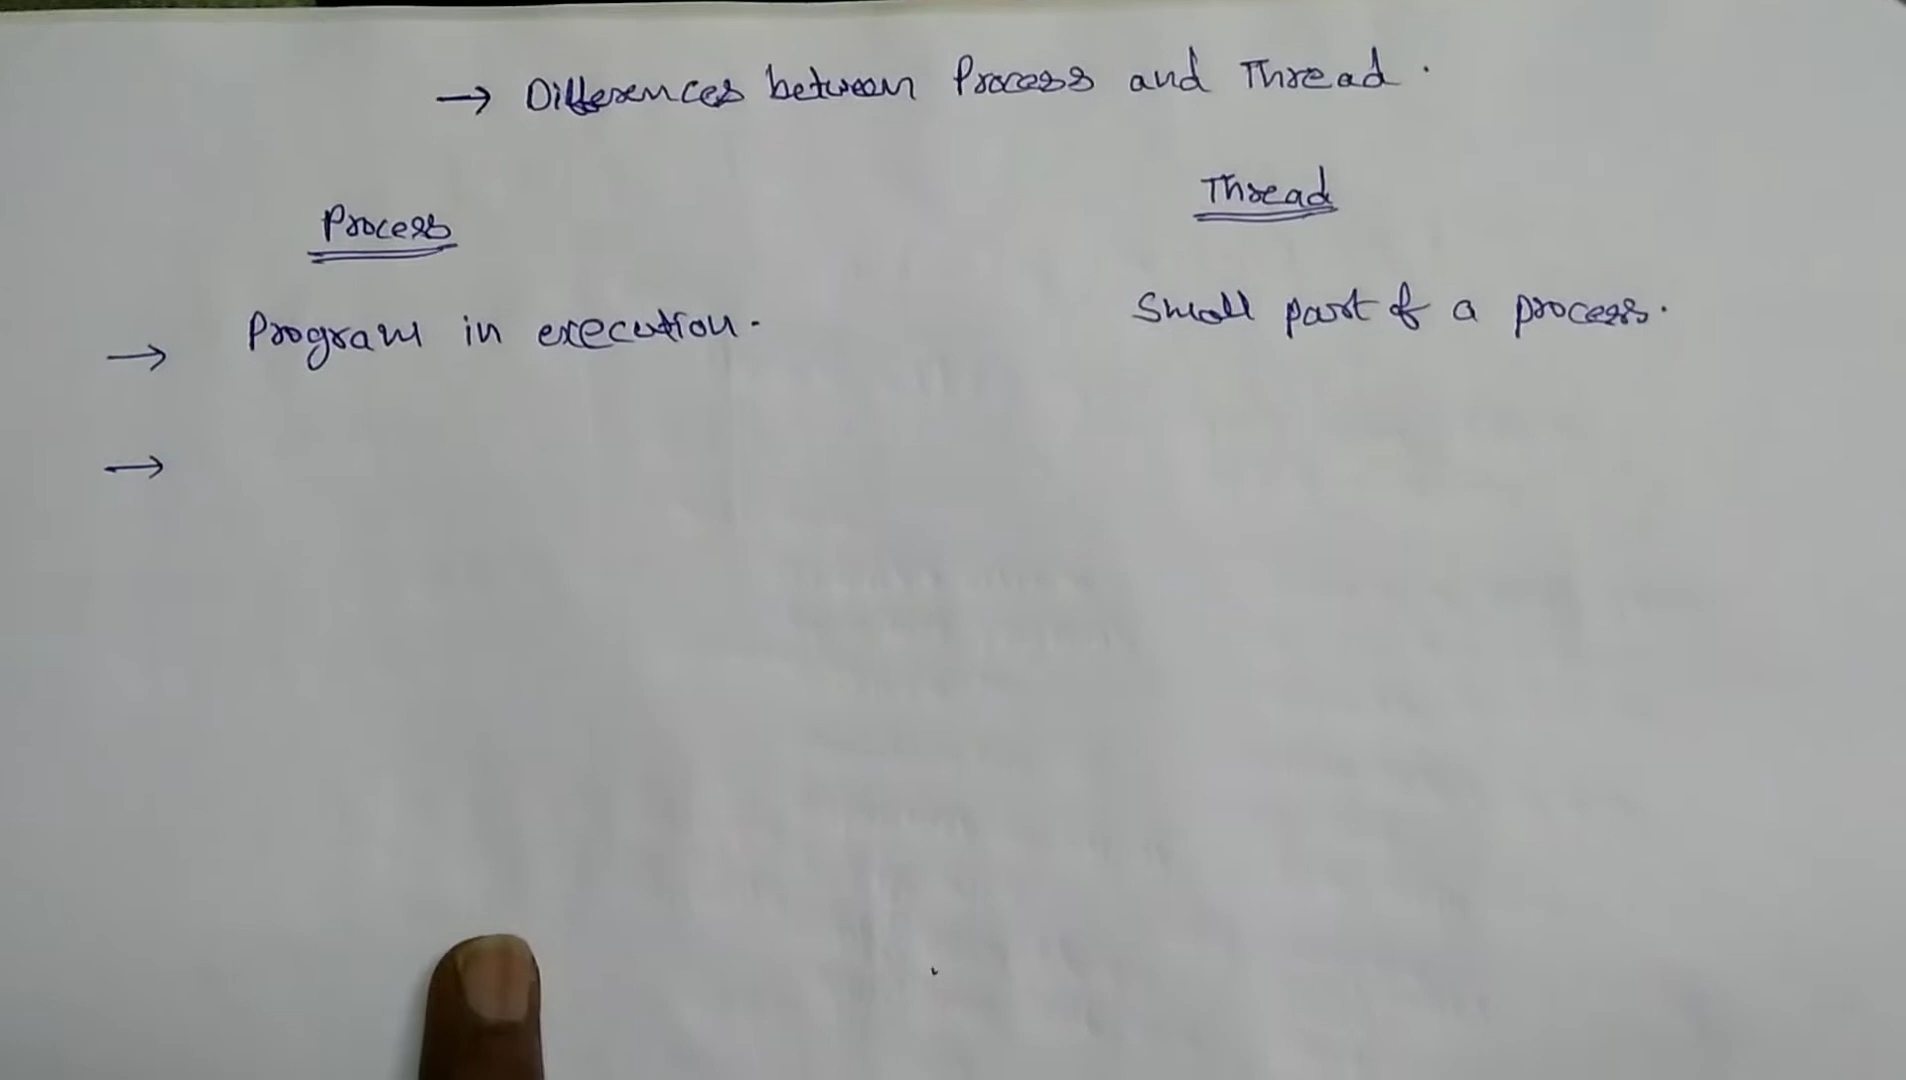 → Differences between Process and Thread.
Process
Thread
→ Program in execution.
Small part of a process.
→